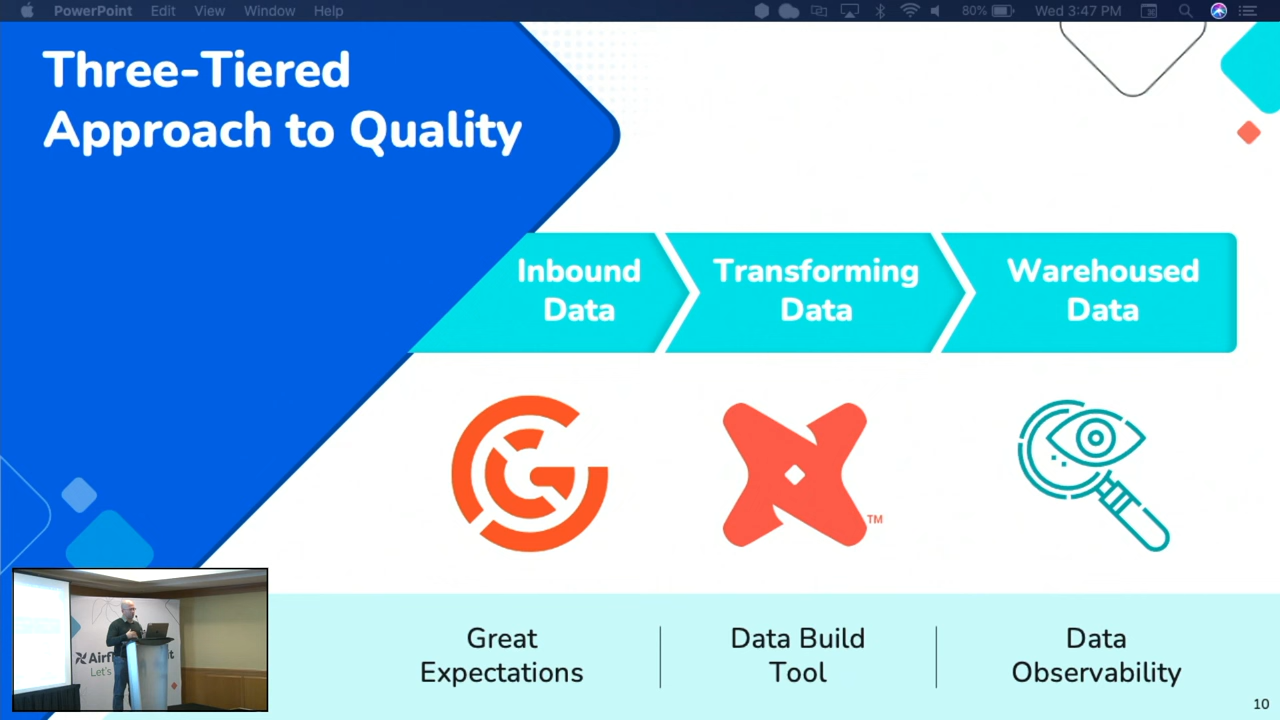 PowerPoint Edit View Window Help 80% Wed 3:47 PM
Three-Tiered
Approach to Quality
Inbound
Data
Transforming
Data
Warehoused
Data
TM
Great
Expectations
Data Build
Tool
Data
Observability
Let's
10